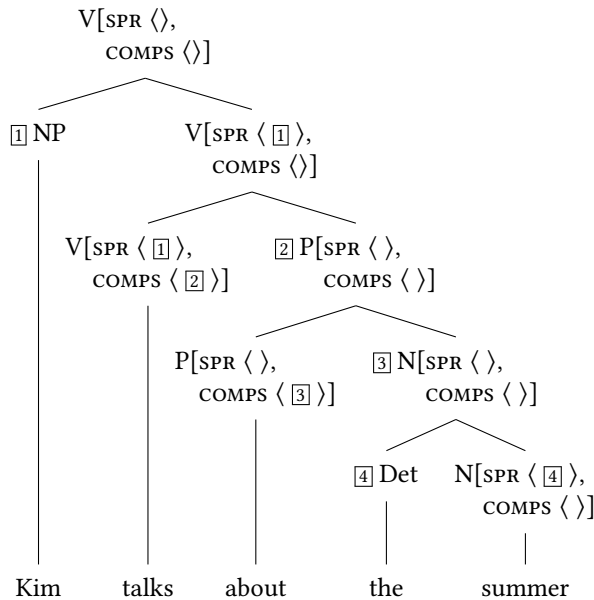 V[SPR ⟨⟩,
COMPS ⟨⟩]
1 NP V[SPR ⟨ 1 ⟩,
COMPS ⟨⟩]
V[SPR ⟨ 1 ⟩, 2 P[SPR ⟨ ⟩,
COMPS ⟨ 2 ⟩] COMPS ⟨ ⟩]
P[SPR ⟨ ⟩, 3 N[SPR ⟨ ⟩,
COMPS ⟨ 3 ⟩] COMPS ⟨ ⟩]
4 Det N[SPR ⟨ 4 ⟩,
COMPS ⟨ ⟩]
Kim talks about the summer